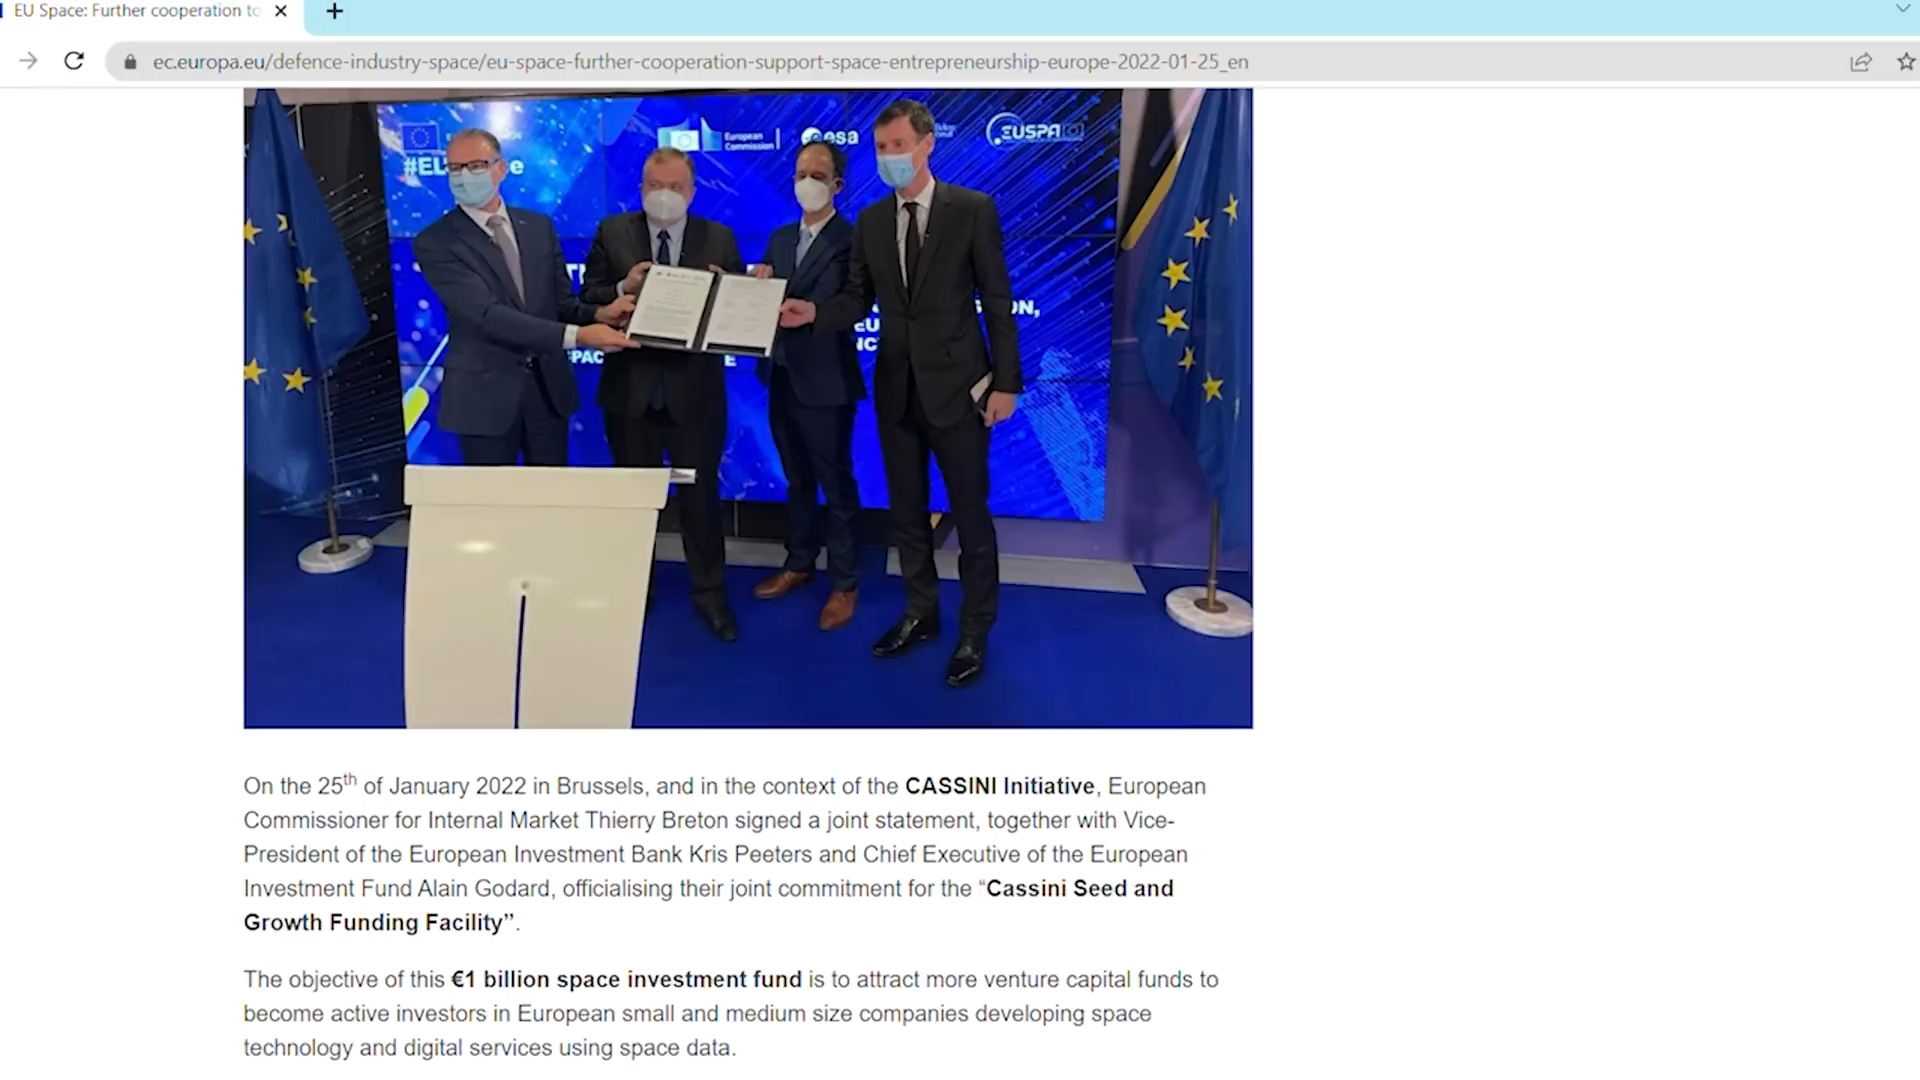 EU Space: Further cooperation to
ec.europa.eu/defence-industry-space/eu-space-further-cooperation-support-space-entrepreneurship-europe-2022-01-25_en
European
Commission
esa
EUSPA
On the 25th of January 2022 in Brussels, and in the context of the CASSINI Initiative, European
Commissioner for Internal Market Thierry Breton signed a joint statement, together with Vice-
President of the European Investment Bank Kris Peeters and Chief Executive of the European
Investment Fund Alain Godard, officialising their joint commitment for the “Cassini Seed and
Growth Funding Facility”.
The objective of this €1 billion space investment fund is to attract more venture capital funds to
become active investors in European small and medium size companies developing space
technology and digital services using space data.